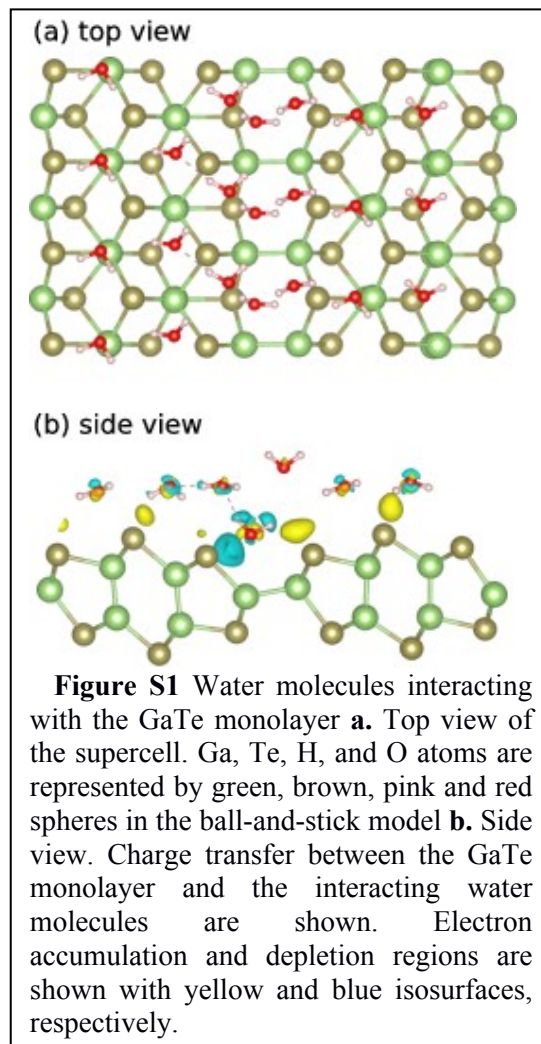 (a) top view
(b) side view
Figure S1 Water molecules interacting
with the GaTe monolayer a. Top view of
the supercell. Ga, Te, H, and O atoms are
represented by green, brown, pink and red
spheres in the ball-and-stick model b. Side
view. Charge transfer between the GaTe
monolayer and the interacting water
molecules are shown. Electron
accumulation and depletion regions are
shown with yellow and blue isosurfaces,
respectively.